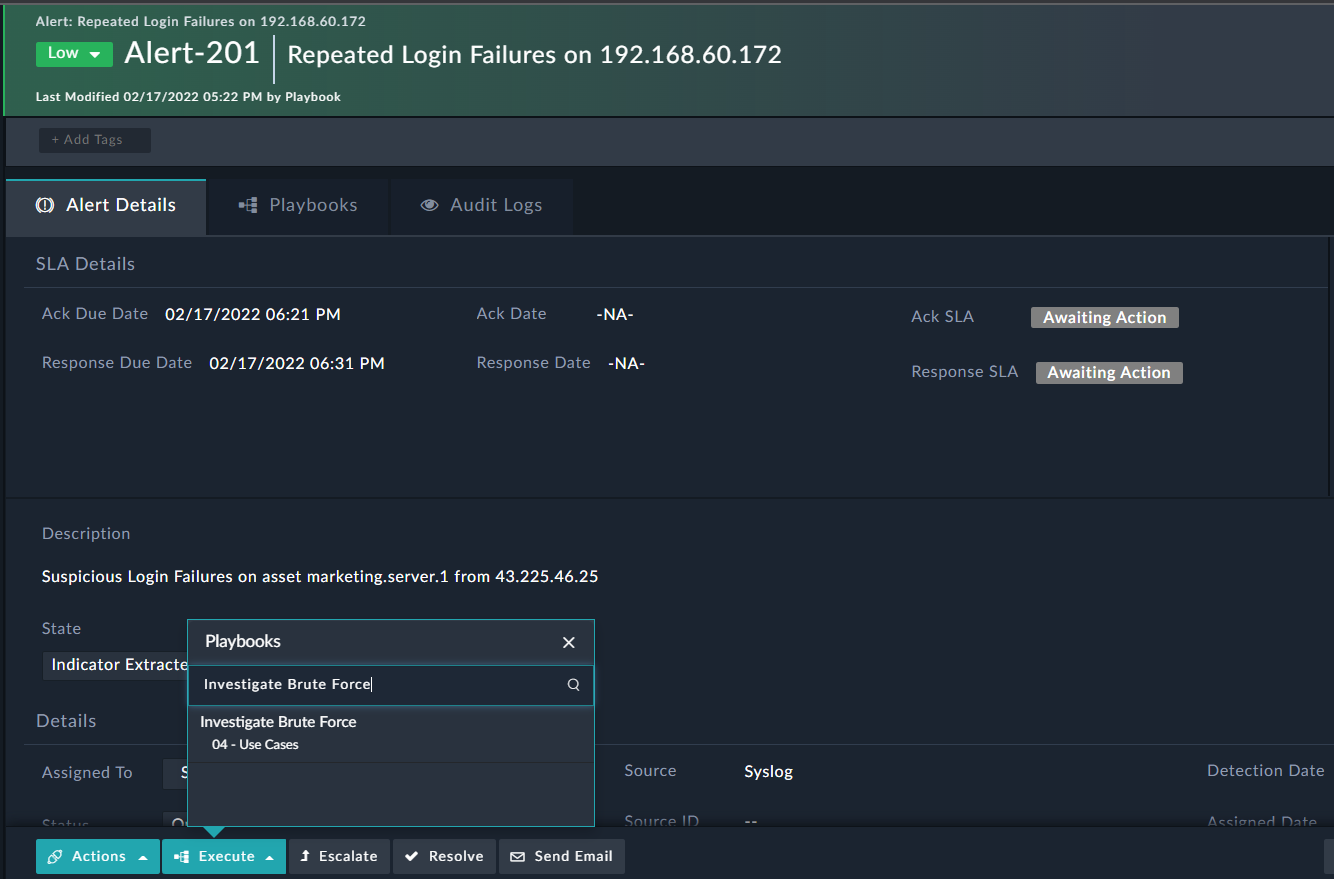 Alert: Repeated Login Failures on 192.168.60.172
Low Alert-201 Repeated Login Failures on 192.168.60.172
Last Modified 02/17/2022 05:22 PM by Playbook
+ Add Tags
Alert Details Playbooks Audit Logs
SLA Details
Ack Due Date 02/17/2022 06:21 PM Ack Date -NA- Ack SLA Awaiting Action
Response Due Date 02/17/2022 06:31 PM Response Date -NA- Response SLA Awaiting Action
Description
Suspicious Login Failures on asset marketing.server.1 from 43.225.46.25
State
Indicator Extracte
Playbooks
Investigate Brute Force
Investigate Brute Force
04 - Use Cases
Details
Assigned To S Source Syslog Detection Date
Status Source ID -- Assigned Date
Actions Execute Escalate Resolve Send Email